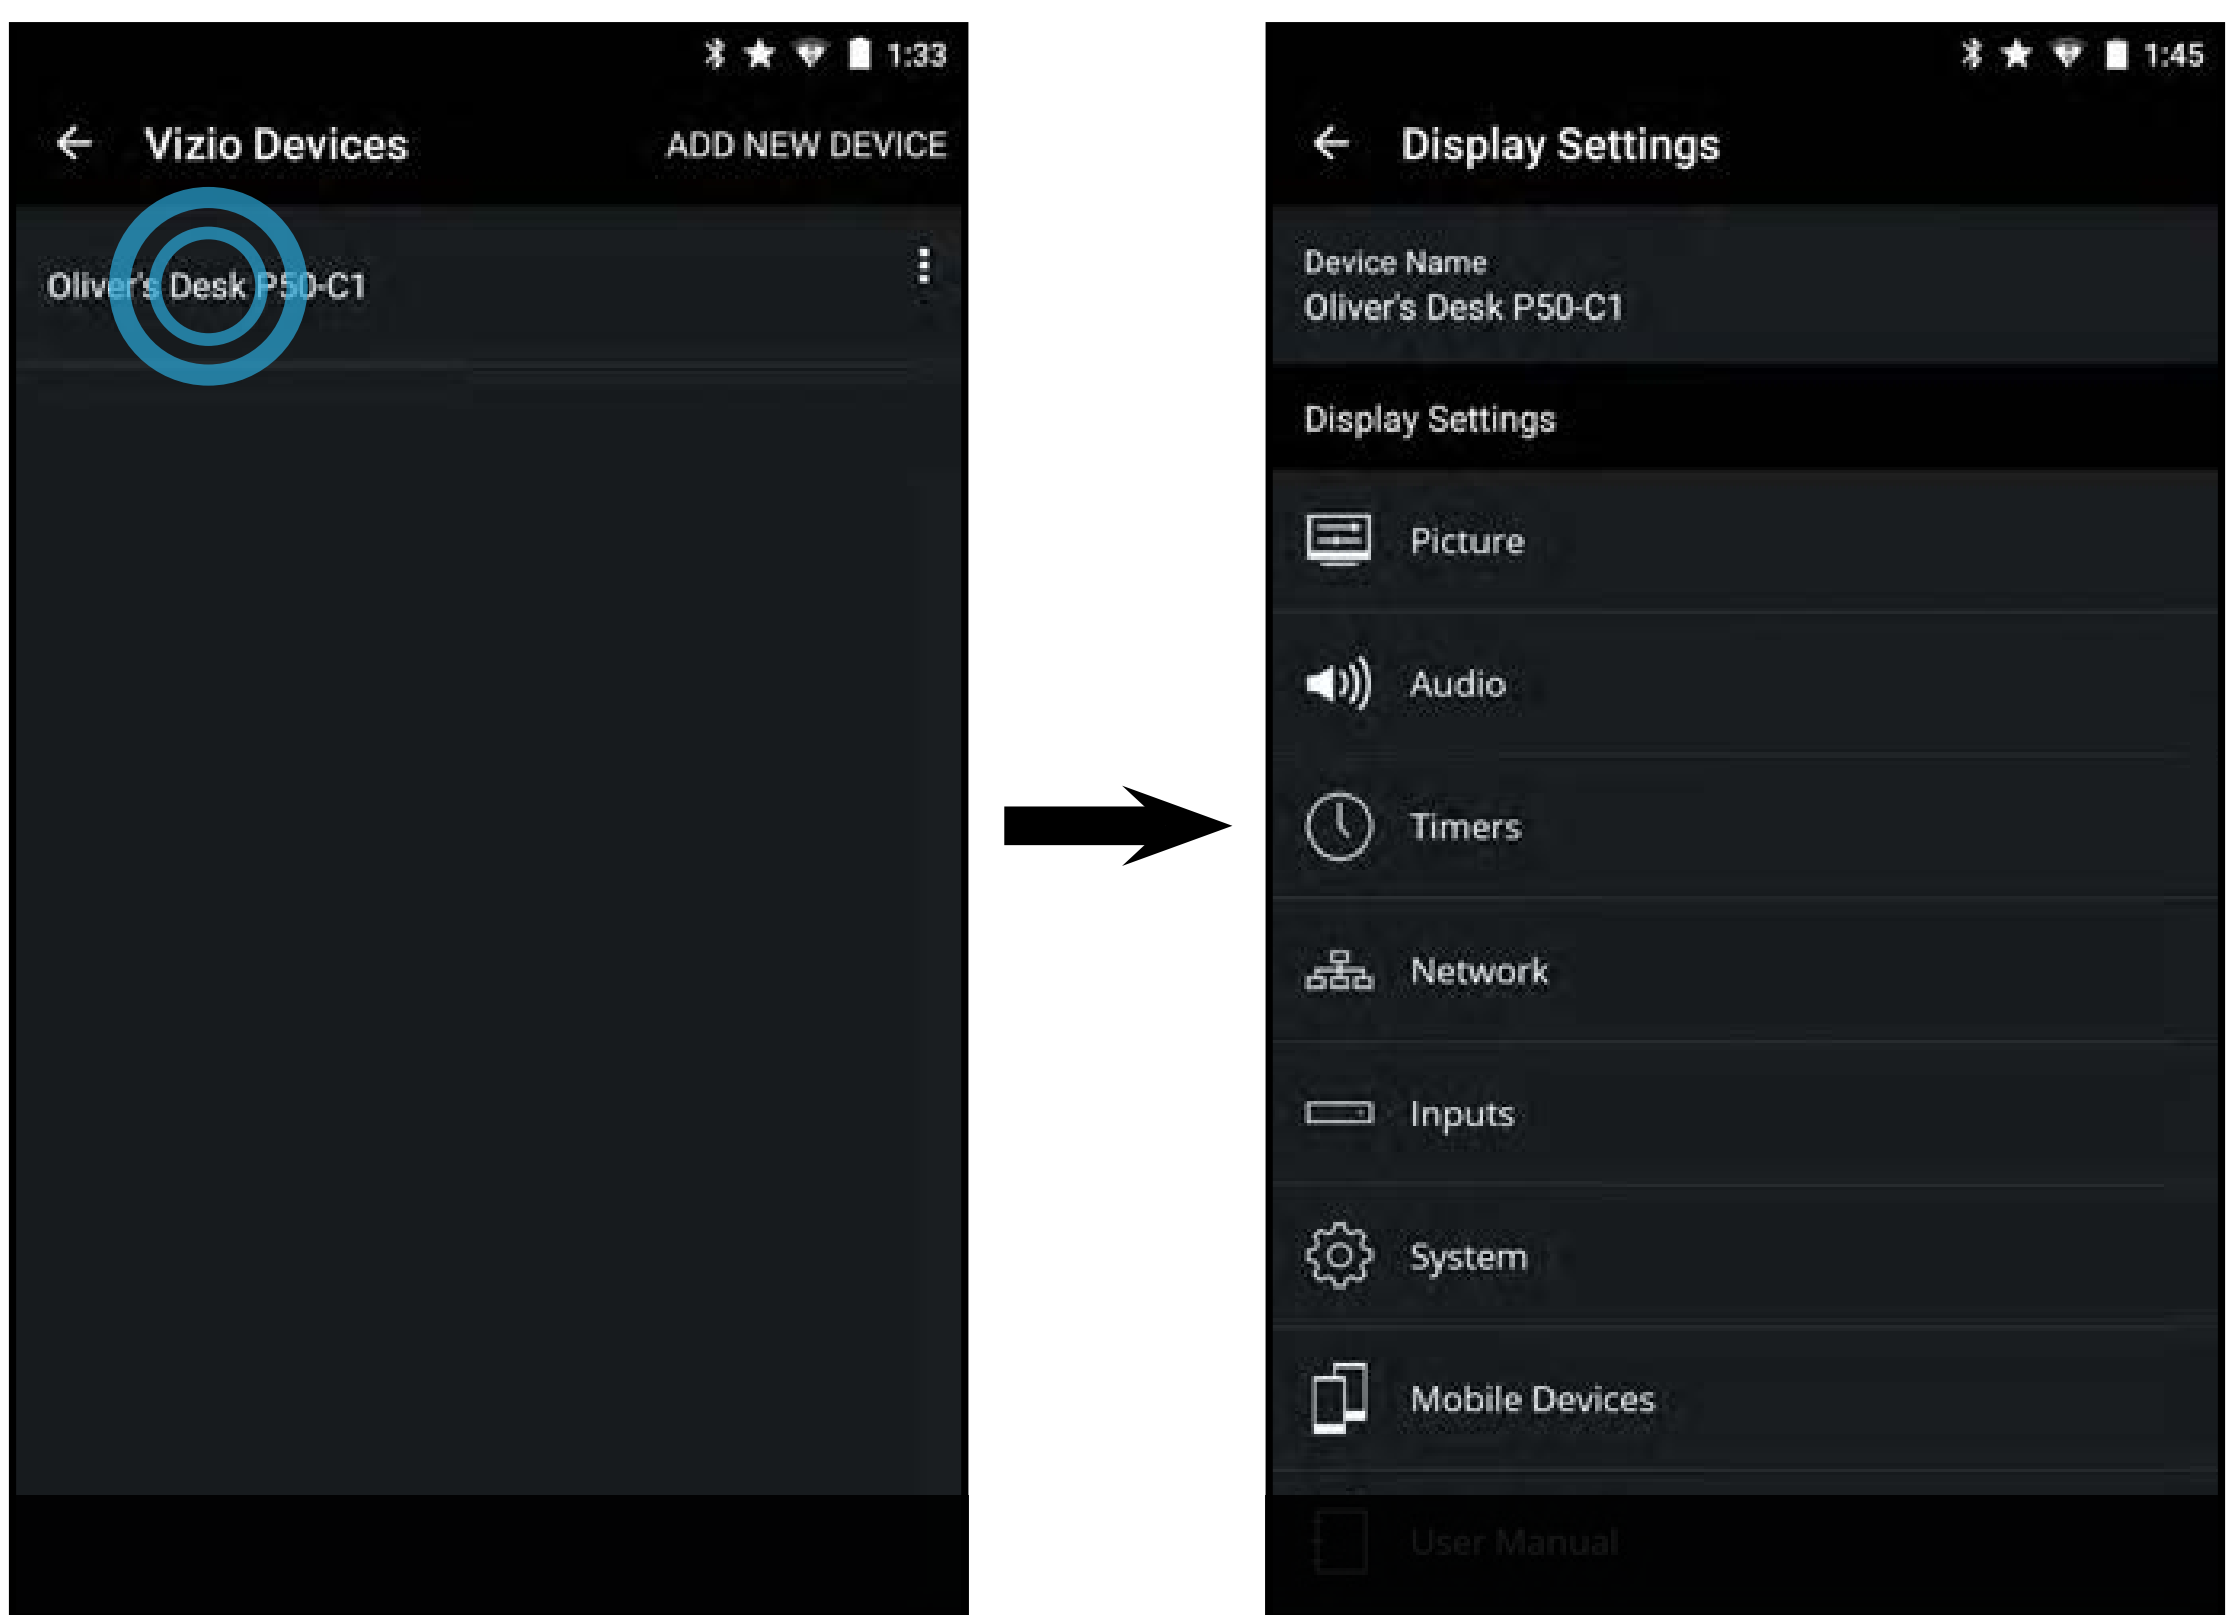 1:33
Vizio Devices ADD NEW DEVICE
Oliver's Desk P50-C1
1:45
Display Settings
Device Name
Oliver's Desk P50-C1
Display Settings
Picture
Audio
Timers
Network
Inputs
System
Mobile Devices
User Manual